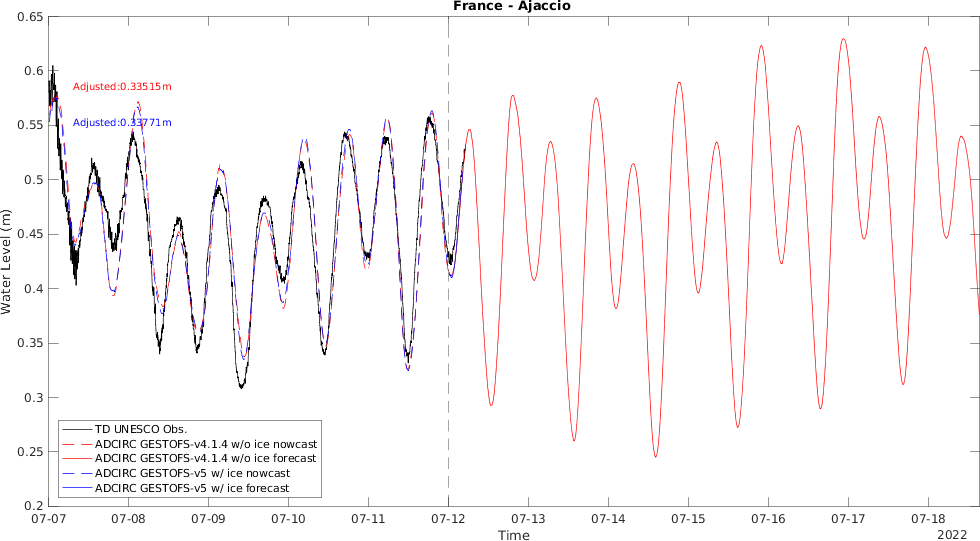 France - Ajaccio
0.65
0.6
0.55
0.5
0.45
0.4
0.35
0.3
0.25
0.2
Water Level (m)
Adjusted:0.33515m
Adjusted:0.33771m
TD UNESCO Obs.
ADCIRC GESTOFS-v4.1.4 w/o ice nowcast
ADCIRC GESTOFS-v4.1.4 w/o ice forecast
ADCIRC GESTOFS-v5 w/ ice nowcast
ADCIRC GESTOFS-v5 w/ ice forecast
07-07 07-08 07-09 07-10 07-11 07-12 07-13 07-14 07-15 07-16 07-17 07-18
Time
2022